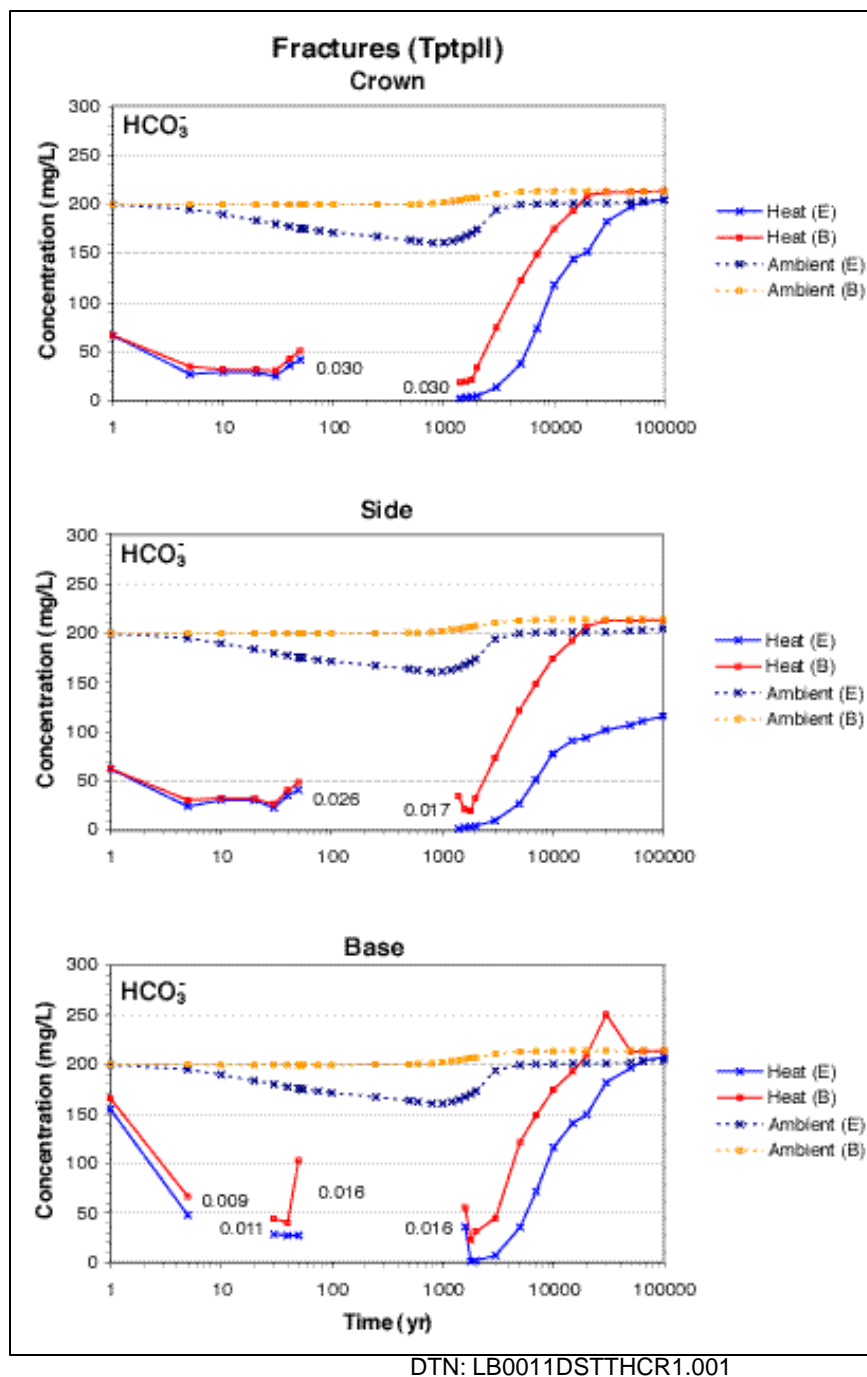 Fractures (Tptpll)
Crown
HCO₃⁻
Concentration (mg/L)
300
250
200
150
100
50
0
0.030
0.030
1
10
100
1000
10000
100000
Heat (E)
Heat (B)
Ambient (E)
Ambient (B)
Side
HCO₃⁻
Concentration (mg/L)
300
250
200
150
100
50
0
0.026
0.017
1
10
100
1000
10000
100000
Heat (E)
Heat (B)
Ambient (E)
Ambient (B)
Base
HCO₃⁻
Concentration (mg/L)
300
250
200
150
100
50
0
0.009
0.011
0.016
0.016
1
10
100
1000
10000
100000
Time (yr)
Heat (E)
Heat (B)
Ambient (E)
Ambient (B)
DTN: LB0011DSTTHCR1.001